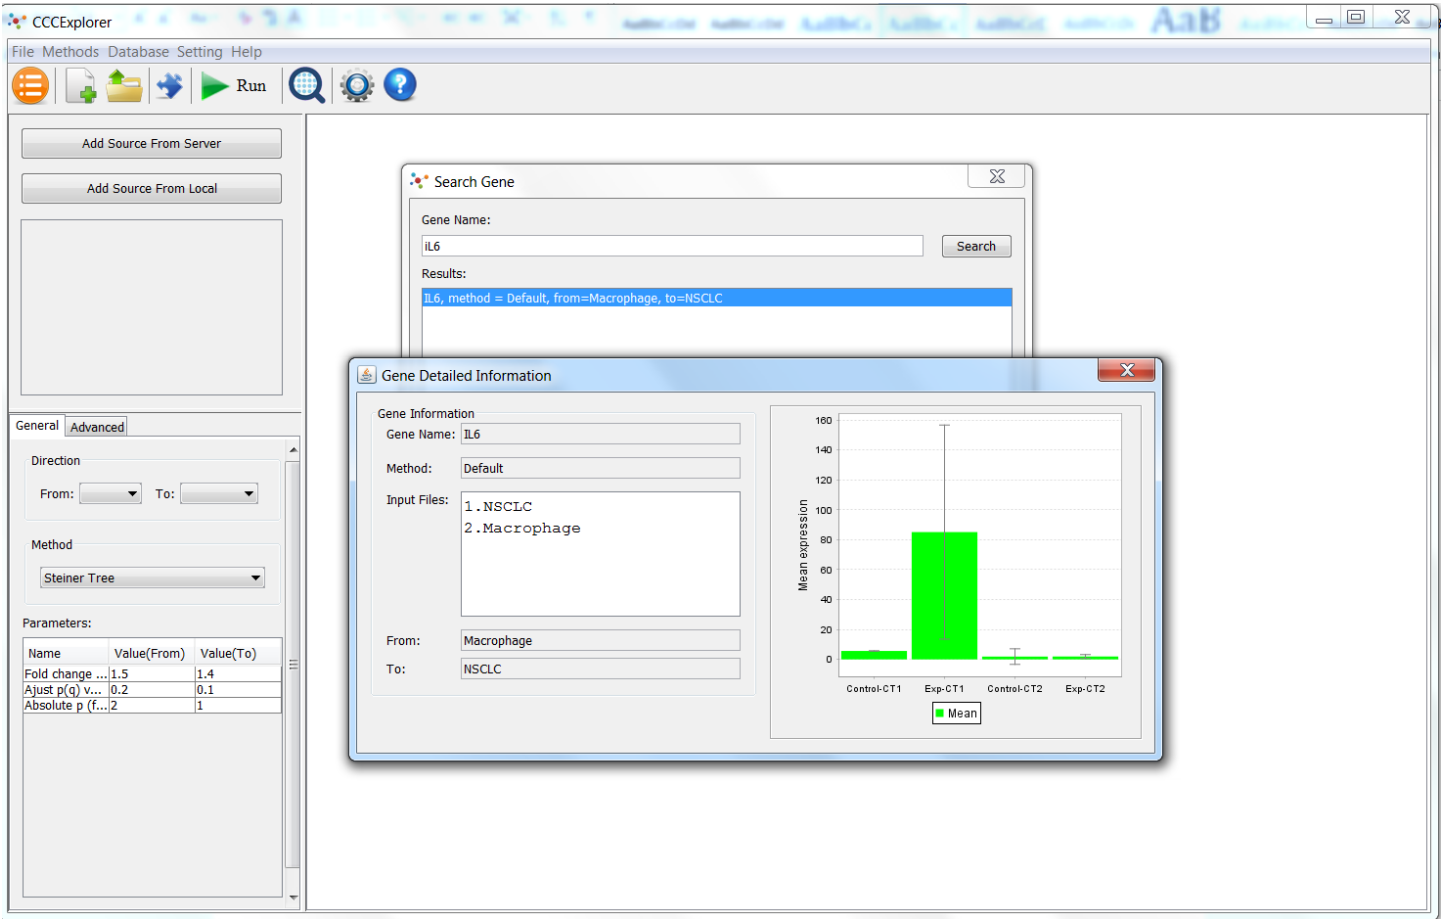 CCCExplorer
AaB
File Methods Database Setting Help
Run
Add Source From Server
Add Source From Local
Search Gene
Gene Name:
iL6
Search
Results:
IL6, method = Default, from=Macrophage, to=NSCLC
Gene Detailed Information
Gene Information
Gene Name: IL6
Method: Default
Input Files:
1.NSCLC
2.Macrophage
From: Macrophage
To: NSCLC
160
140
120
100
80
60
40
20
0
Mean expression
Control-CT1 Exp-CT1 Control-CT2 Exp-CT2
Mean
General Advanced
Direction
From: To:
Method
Steiner Tree
Parameters:
Name Value(From) Value(To)
Fold change ... 1.5 1.4
Ajust p(q) v... 0.2 0.1
Absolute p (f... 2 1